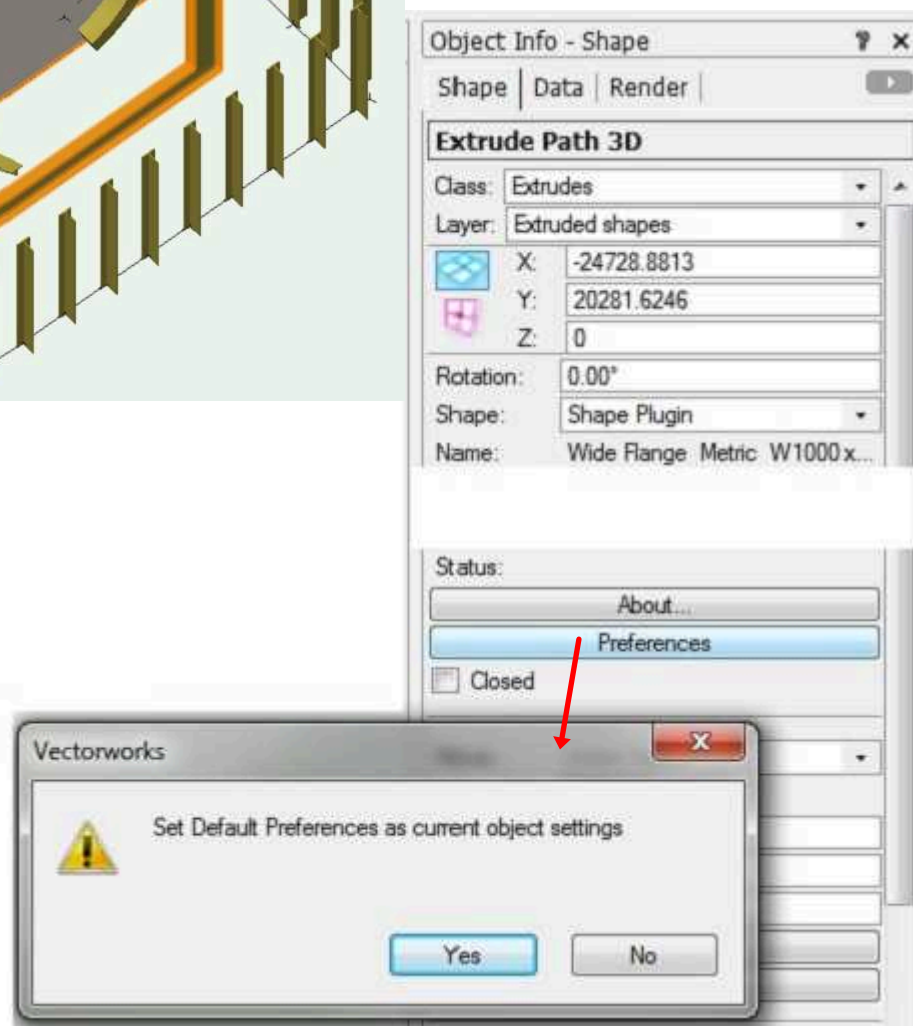 Object Info - Shape ? ×
Shape Data Render
Extrude Path 3D
Class: Extrudes
Layer: Extruded shapes
X: -24728.8813
Y: 20281.6246
Z: 0
Rotation: 0.00°
Shape: Shape Plugin
Name: Wide Flange Metric W1000x...
Status:
About...
Preferences
Closed
Vectorworks
Set Default Preferences as current object settings
Yes No